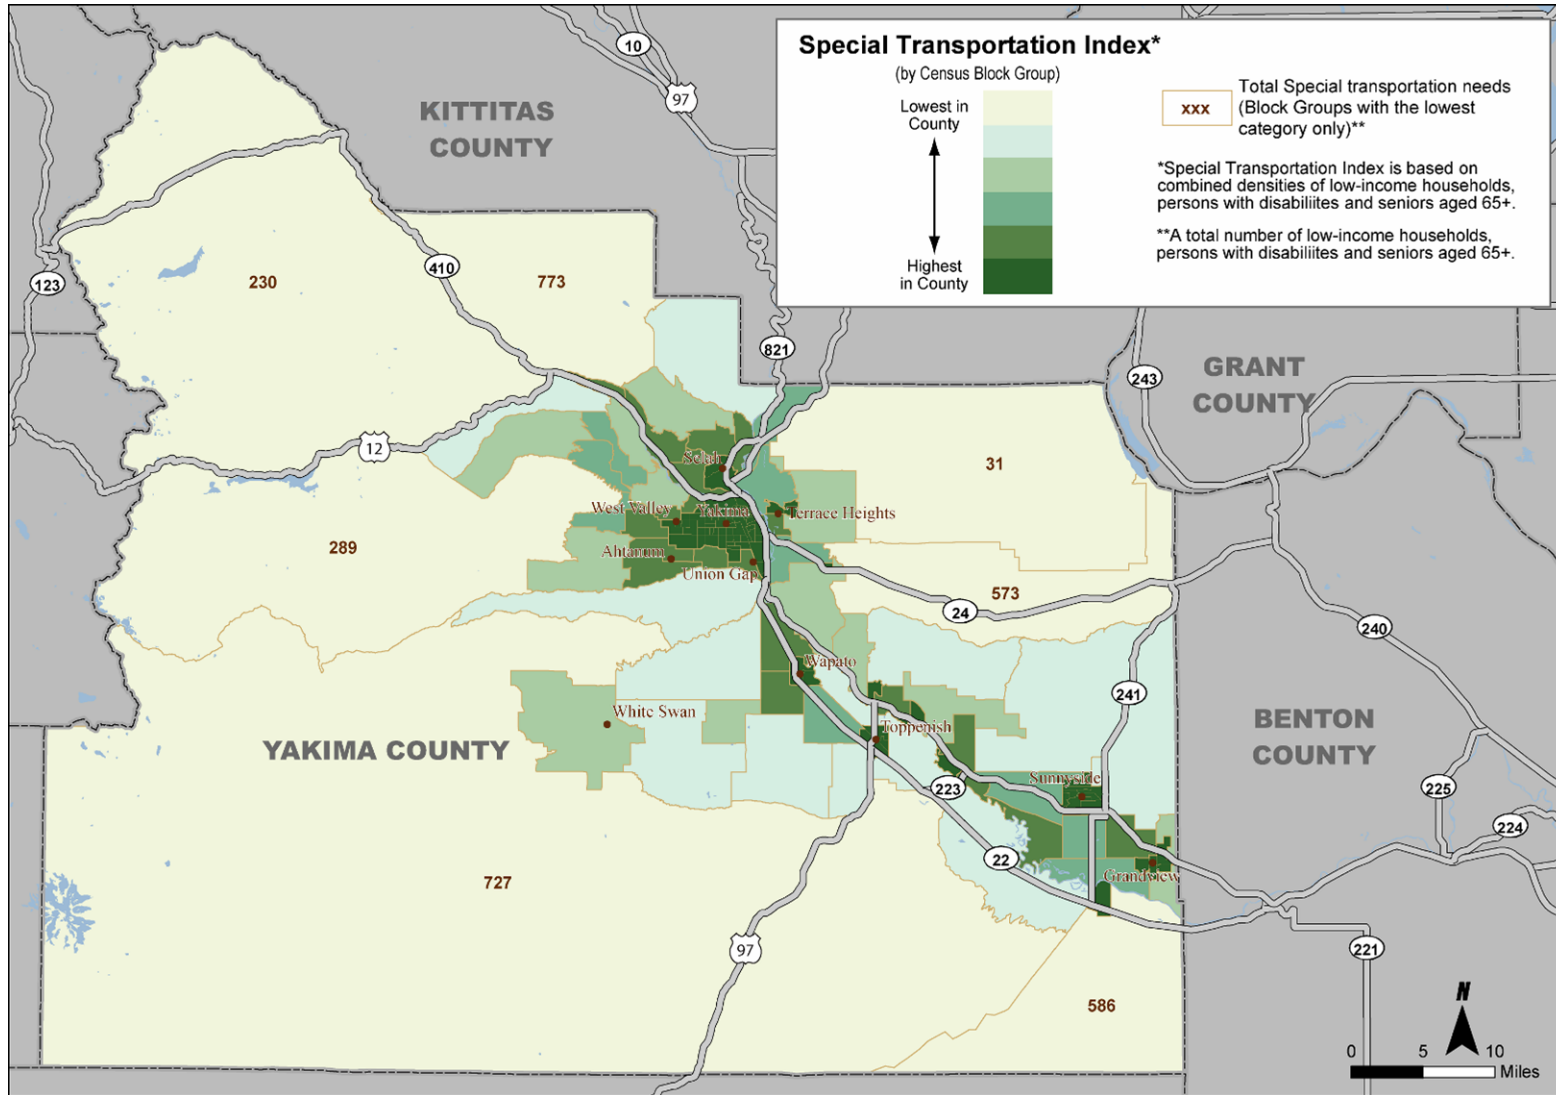 Special Transportation Index*
(by Census Block Group)
Lowest in
County
Highest
in County
xxx
Total Special transportation needs
(Block Groups with the lowest
category only)**
*Special Transportation Index is based on
combined densities of low-income households,
persons with disabiliites and seniors aged 65+.
**A total number of low-income households,
persons with disabiliites and seniors aged 65+.
10
97
KITTITAS
COUNTY
123
410
230
773
821
243
GRANT
COUNTY
12
31
Selah
West Valley
Yakima
Terrace Heights
289
Ahtanum
Union Gap
573
24
240
Wapato
241
White Swan
YAKIMA COUNTY
Toppenish
BENTON
COUNTY
223
Sunnyside
225
224
22
Grandview
727
97
221
586
N
0 5 10
Miles